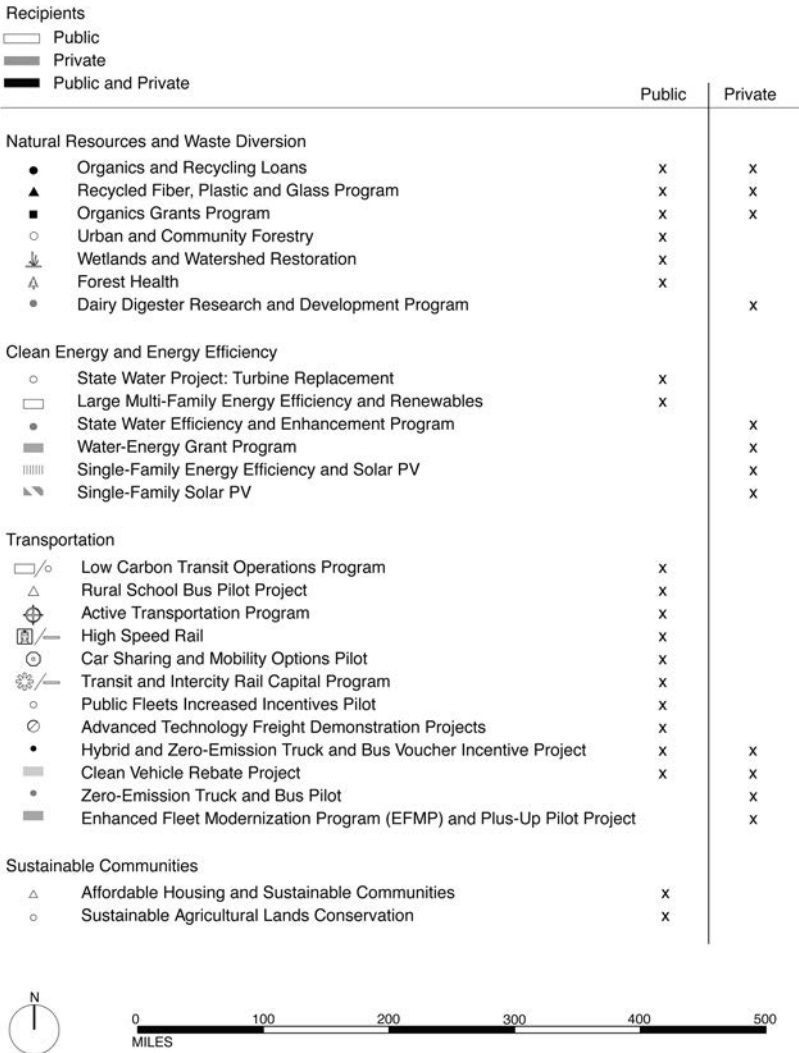 Recipients
Public
Private
Public and Private
Public Private
Natural Resources and Waste Diversion
Organics and Recycling Loans x x
Recycled Fiber, Plastic and Glass Program x x
Organics Grants Program x x
Urban and Community Forestry x
Wetlands and Watershed Restoration x
Forest Health x
Dairy Digester Research and Development Program x
Clean Energy and Energy Efficiency
State Water Project: Turbine Replacement x
Large Multi-Family Energy Efficiency and Renewables x
State Water Efficiency and Enhancement Program x
Water-Energy Grant Program x
Single-Family Energy Efficiency and Solar PV x
Single-Family Solar PV x
Transportation
Low Carbon Transit Operations Program x
Rural School Bus Pilot Project x
Active Transportation Program x
High Speed Rail x
Car Sharing and Mobility Options Pilot x
Transit and Intercity Rail Capital Program x
Public Fleets Increased Incentives Pilot x
Advanced Technology Freight Demonstration Projects x
Hybrid and Zero-Emission Truck and Bus Voucher Incentive Project x x
Clean Vehicle Rebate Project x x
Zero-Emission Truck and Bus Pilot x
Enhanced Fleet Modernization Program (EFMP) and Plus-Up Pilot Project x
Sustainable Communities
Affordable Housing and Sustainable Communities x
Sustainable Agricultural Lands Conservation x
N
0 100 200 300 400 500
MILES